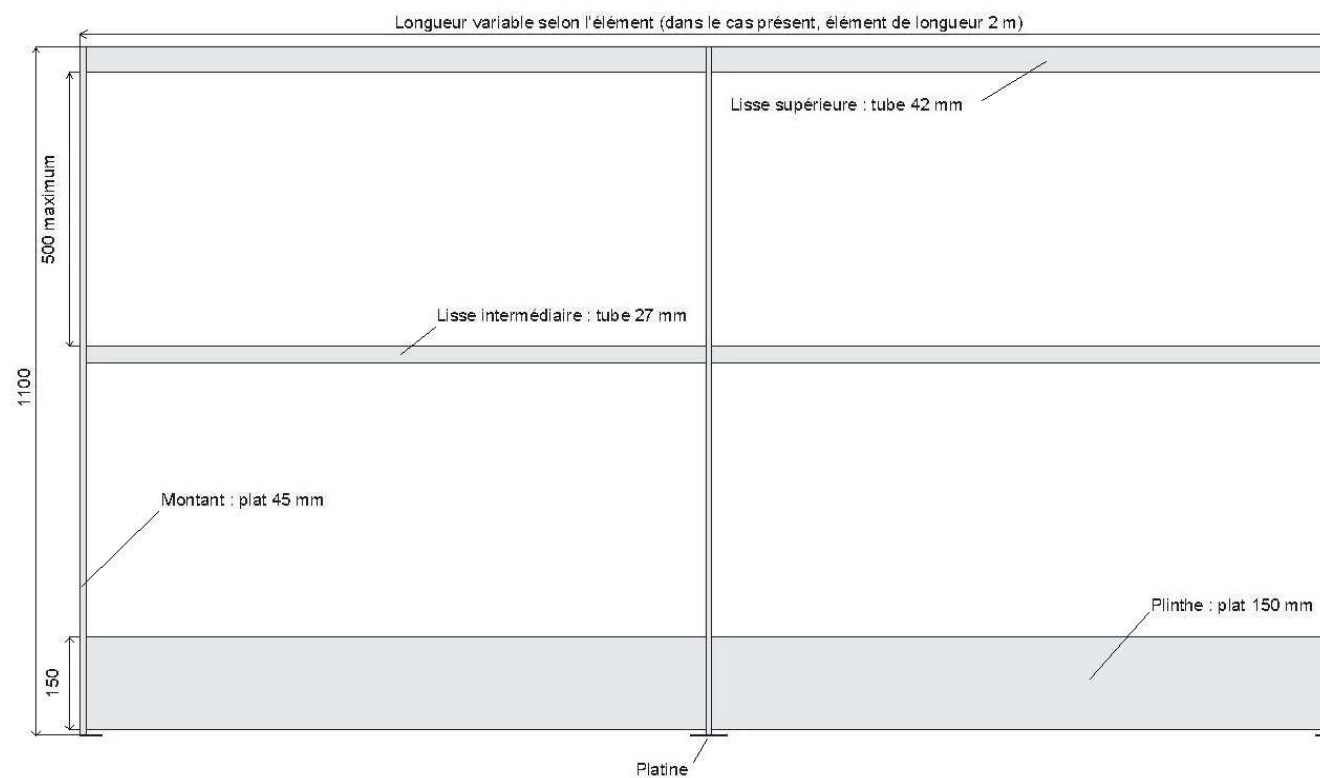 Longueur variable selon l'élément (dans le cas présent, élément de longueur 2 m)
Lisse supérieure : tube 42 mm
500 maximum
Lisse intermédiaire : tube 27 mm
1100
Montant : plat 45 mm
Plinthe : plat 150 mm
150
Platine